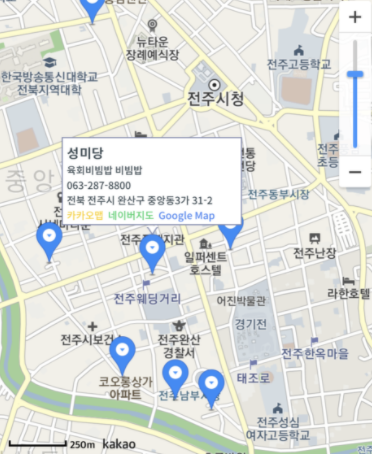 뉴타운
장례예식장
한국방송통신대학교
전북지역대학
전주고등학교
전주시청
성미당
육회비빔밥 비빔밥
063-287-8800
전북 전주시 완산구 중앙동3가 31-2
카카오맵 네이버지도 Google Map
중앙
전주동부시장
일퍼센트
호스텔
전주난장
라한호텔
전주웨딩거리
어진박물관
경기전
전주시보건소
전주완산
경찰서
전주한옥마을
코오롱상가
아파트
태조로
전주남부시장
전주성심
여자고등학교
250m kakao